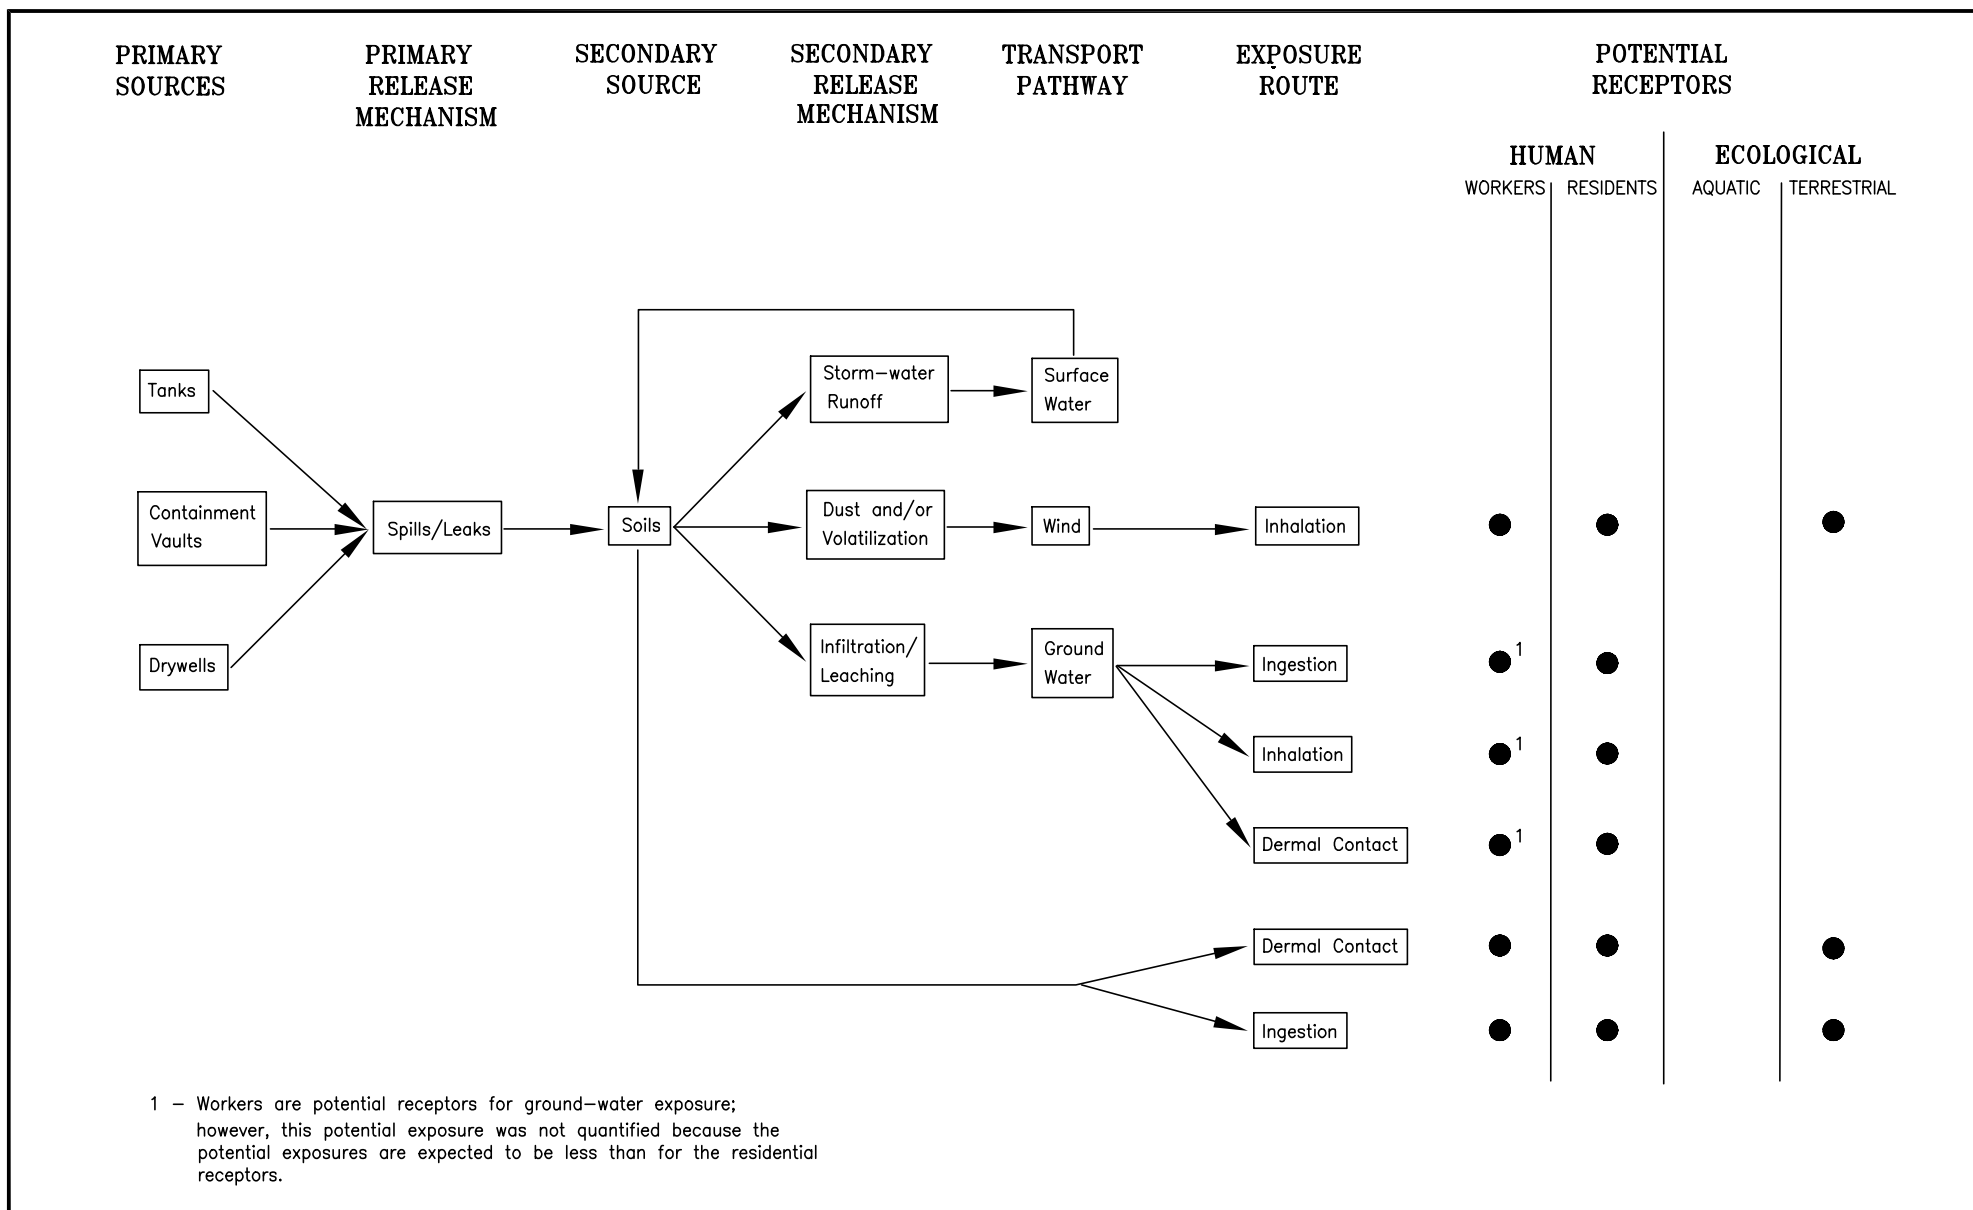 PRIMARY
SOURCES
PRIMARY
RELEASE
MECHANISM
SECONDARY
SOURCE
SECONDARY
RELEASE
MECHANISM
TRANSPORT
PATHWAY
EXPOSURE
ROUTE
POTENTIAL
RECEPTORS
HUMAN
ECOLOGICAL
WORKERS
RESIDENTS
AQUATIC
TERRESTRIAL
Tanks
Containment
Vaults
Drywells
Spills/Leaks
Soils
Storm-water
Runoff
Surface
Water
Dust and/or
Volatilization
Wind
Inhalation
Infiltration/
Leaching
Ground
Water
Ingestion
1
Inhalation
1
Dermal Contact
1
Dermal Contact
Ingestion
1 - Workers are potential receptors for ground-water exposure;
however, this potential exposure was not quantified because the
potential exposures are expected to be less than for the residential
receptors.